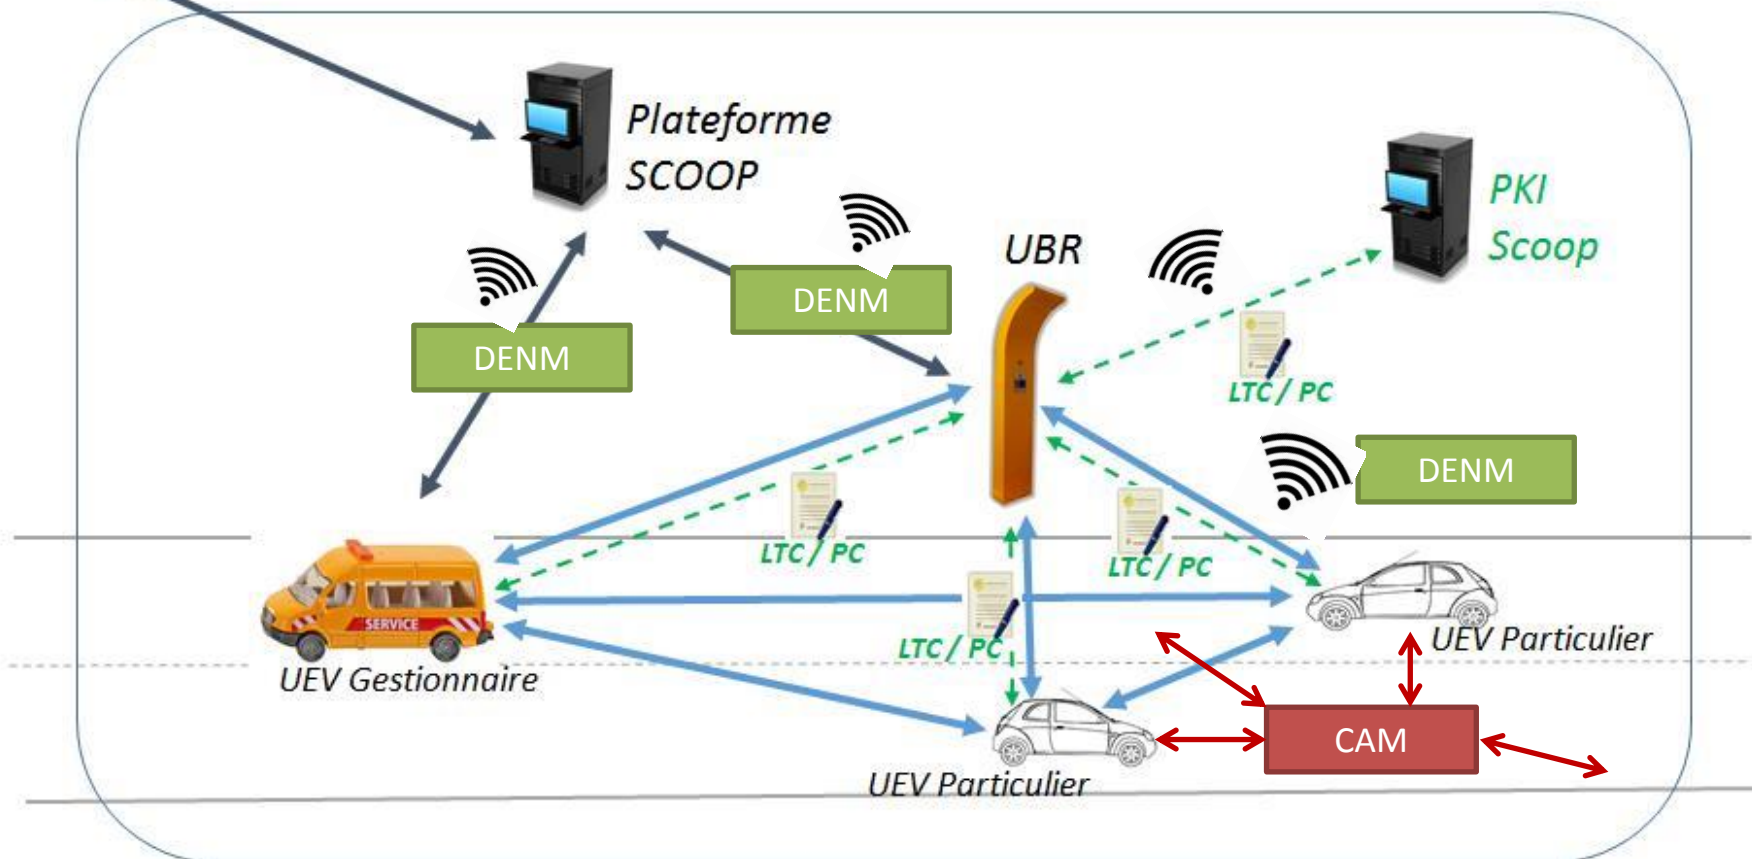 Plateforme
SCOOP
PKI
Scoop
UBR
DENM
DENM
LTC / PC
DENM
LTC / PC
LTC / PC
SERVICE
LTC / PC
UEV Particulier
UEV Gestionnaire
CAM
UEV Particulier